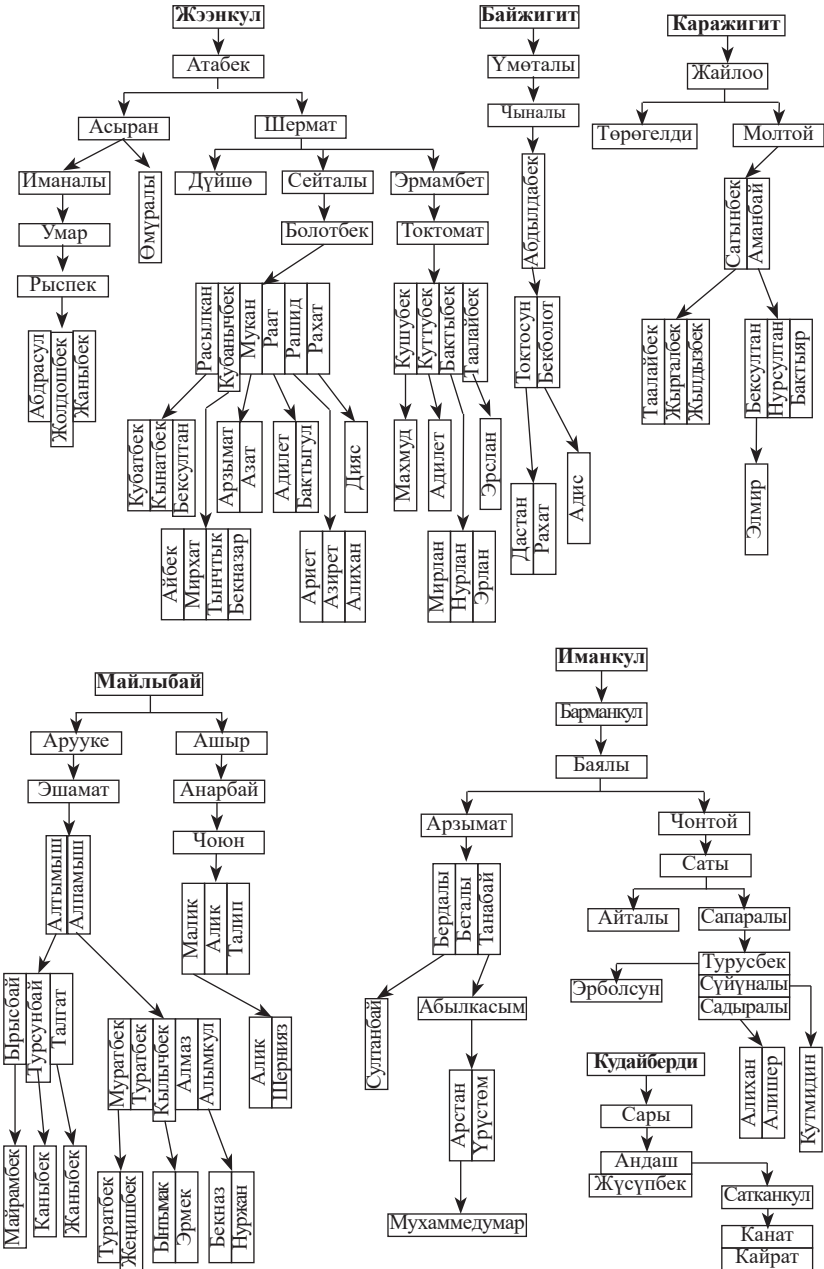 Жээнкул
Атабек
Асыран
Шермат
Иманалы
Өмүралы
Дүйшө
Сейталы
Эрмамбет
Умар
Болотбек
Токтомат
Рыспек
Абдрасул
Жолдошбек
Жаныбек
Расылкан
Кубанычбек
Мукан
Раат
Рашид
Рахат
Кушубек
Куттубек
Бактыбек
Таалайбек
Кубатбек
Кынатбек
Бексултан
Арзымат
Азат
Адилет
Бактыгул
Дияс
Махмуд
Адилет
Эрслан
Айбек
Мирхат
Тынчтык
Бекназар
Ариет
Азирет
Алихан
Мирлан
Нурлан
Эрлан
Байжигит
Үмөталы
Чыналы
Абдылдабек
Токтосун
Бекболот
Дастан
Рахат
Адис
Каражигит
Жайлоо
Төрөгелди
Молтой
Сагынбек
Аманбай
Таалайбек
Жыргалбек
Жылдызбек
Бексултан
Нурсултан
Бактыяр
Элмир
Майлыбай
Арууке
Ашыр
Эшамат
Анарбай
Чоюн
Алтымыш
Алпамыш
Малик
Алик
Талип
Ырысбай
Турсунбай
Талгат
Муратбек
Туратбек
Кылычбек
Алмаз
Алымкул
Алик
Шернияз
Майрамбек
Каныбек
Жаныбек
Туратбек
Жеңишбек
Ынтымак
Эрмек
Бекназ
Нуржан
Иманкул
Барманкул
Баялы
Арзымат
Чонтой
Саты
Бердалы
Бегалы
Танабай
Айталы
Сапаралы
Турусбек
Сүйүналы
Садыралы
Эрболсун
Султанбай
Абылкасым
Алихан
Алишер
Кутмидин
Арстан
Үрүстөм
Мухаммедумар
Кудайберди
Сары
Андаш
Жүсүпбек
Сатканкул
Канат
Кайрат